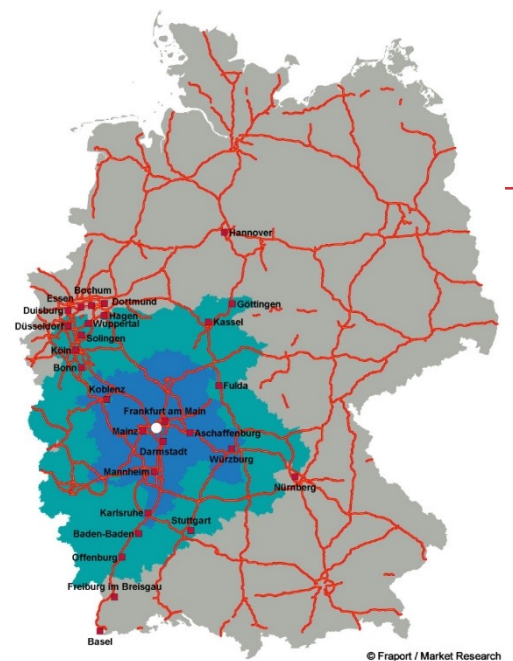 Hannover
Bochum
Essen
Dortmund
Göttingen
Duisburg
Hagen
Düsseldorf
Wuppertal
Kassel
Solingen
Köln
Bonn
Fulda
Koblenz
Frankfurt am Main
Mainz
Aschaffenburg
Darmstadt
Würzburg
Mannheim
Nürnberg
Karlsruhe
Stuttgart
Baden-Baden
Offenburg
Freiburg im Breisgau
Basel
© Fraport / Market Research